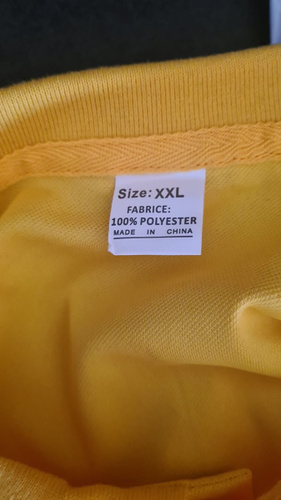 Size: XXL
FABRICE:
100% POLYESTER
MADE IN CHINA